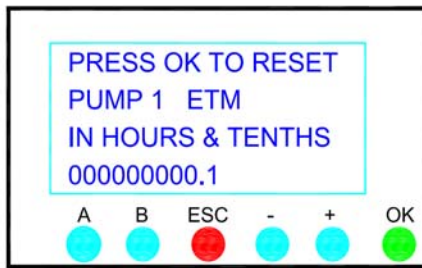 PRESS OK TO RESET
PUMP 1 ETM
IN HOURS & TENTHS
000000000.1
A B ESC - + OK